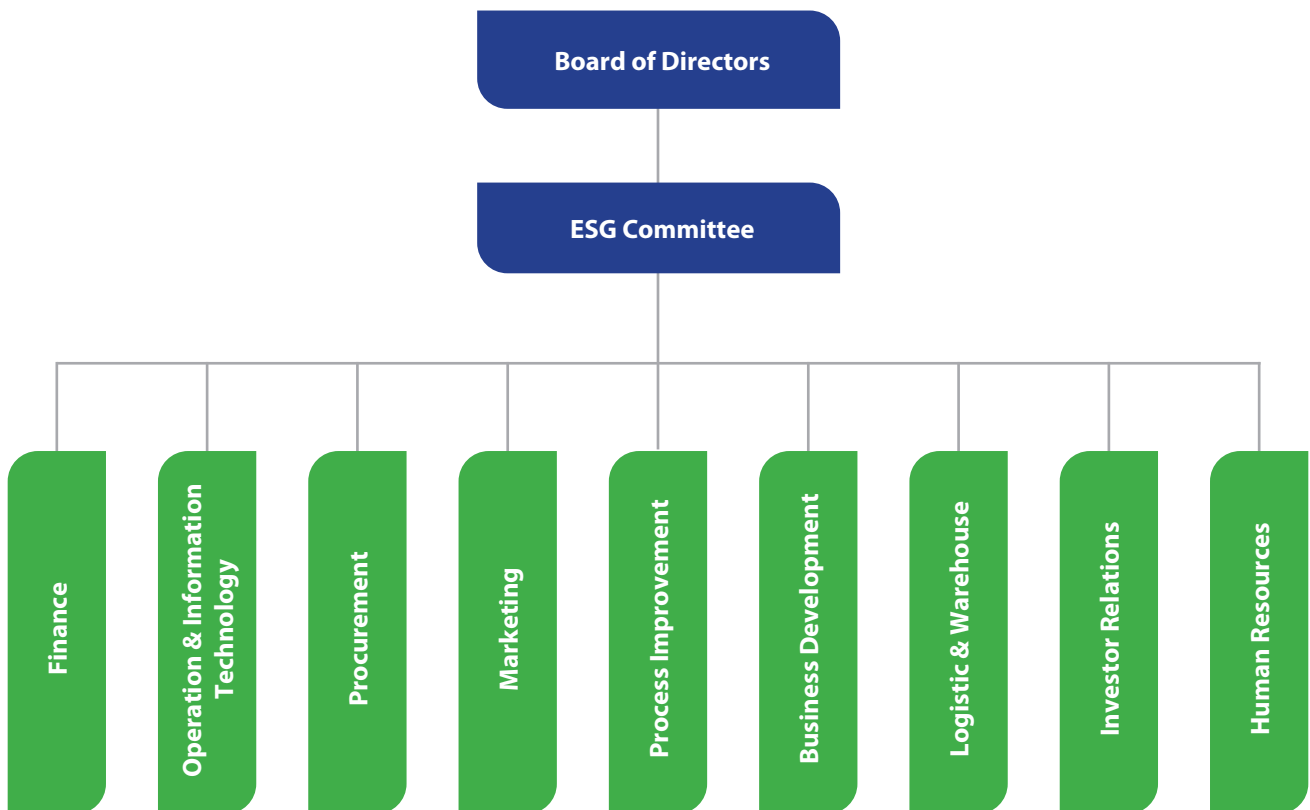 Board of Directors
ESG Committee
Finance
Operation & Information
Technology
Procurement
Marketing
Process Improvement
Business Development
Logistic & Warehouse
Investor Relations
Human Resources